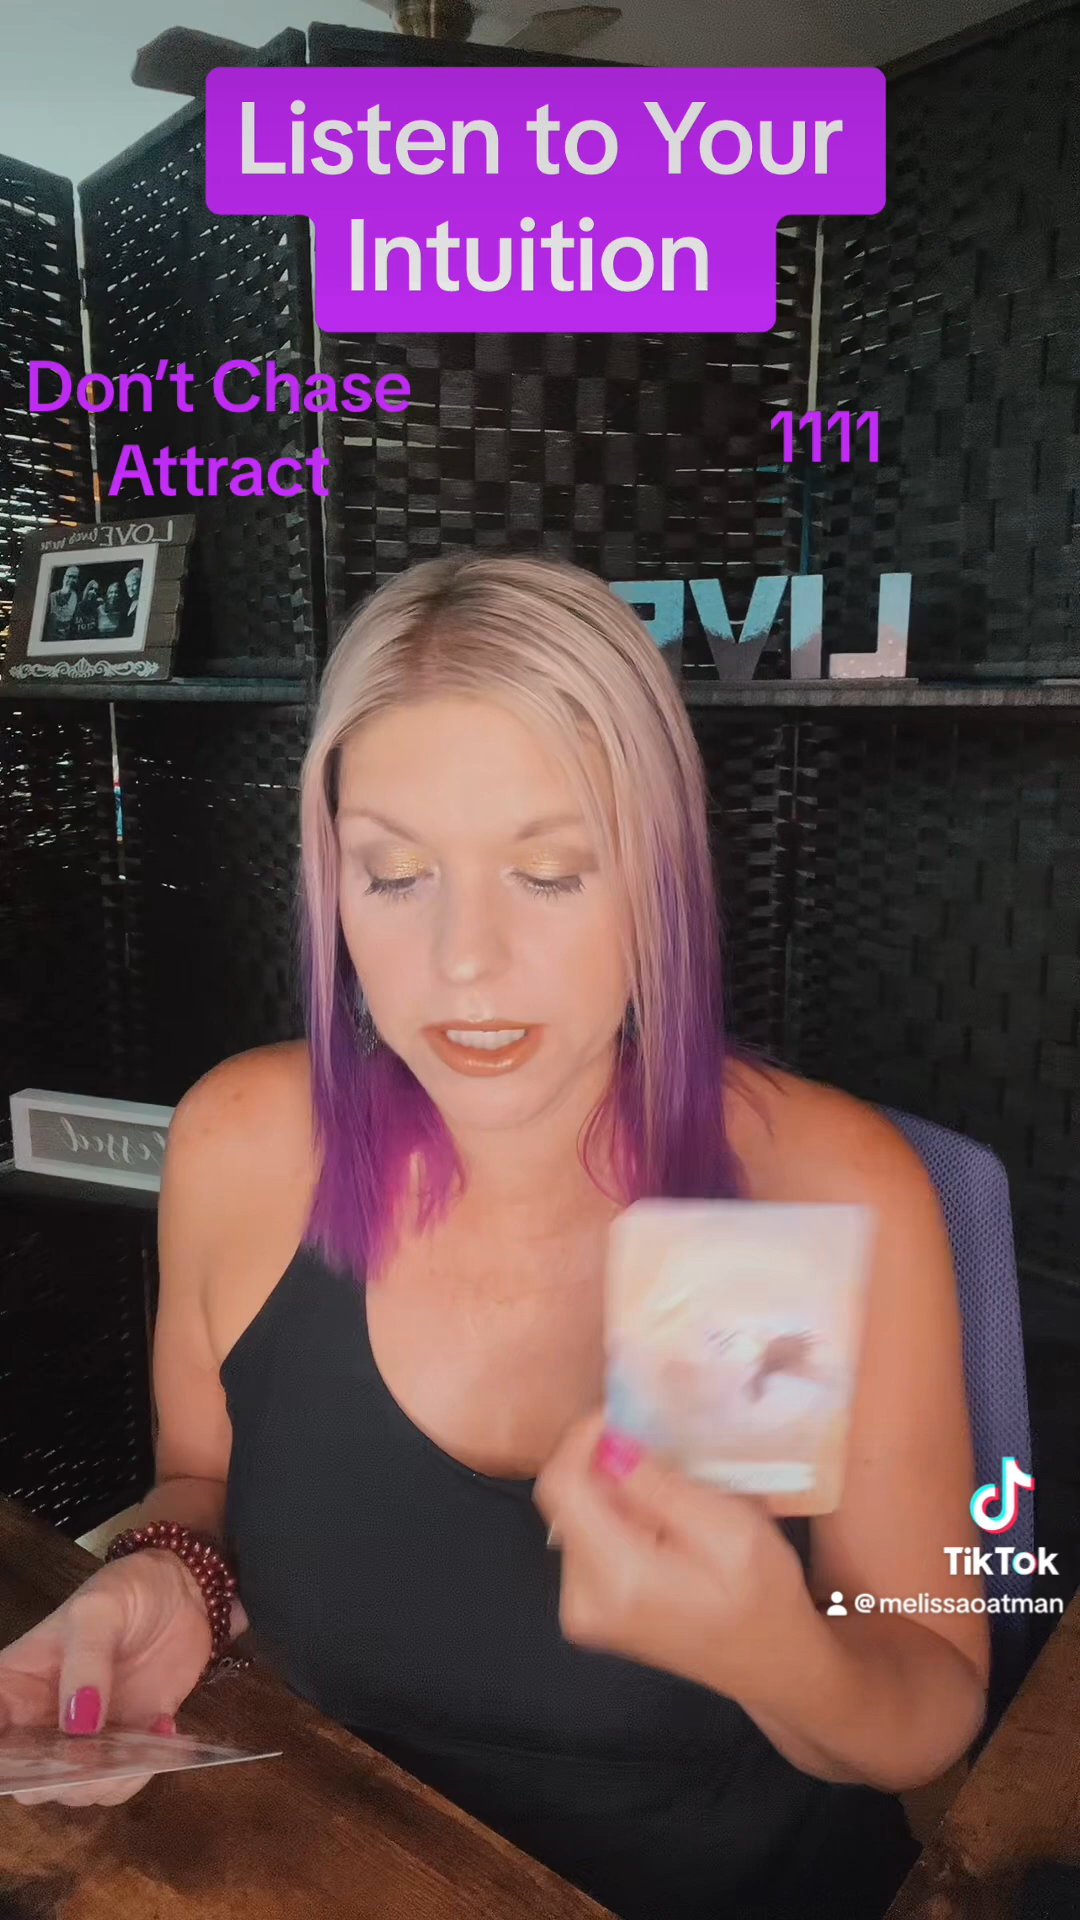 Listen to Your
Intuition
Don't Chase
Attract
1111
LOVE
LIVE
TikTok
@melissaoatman